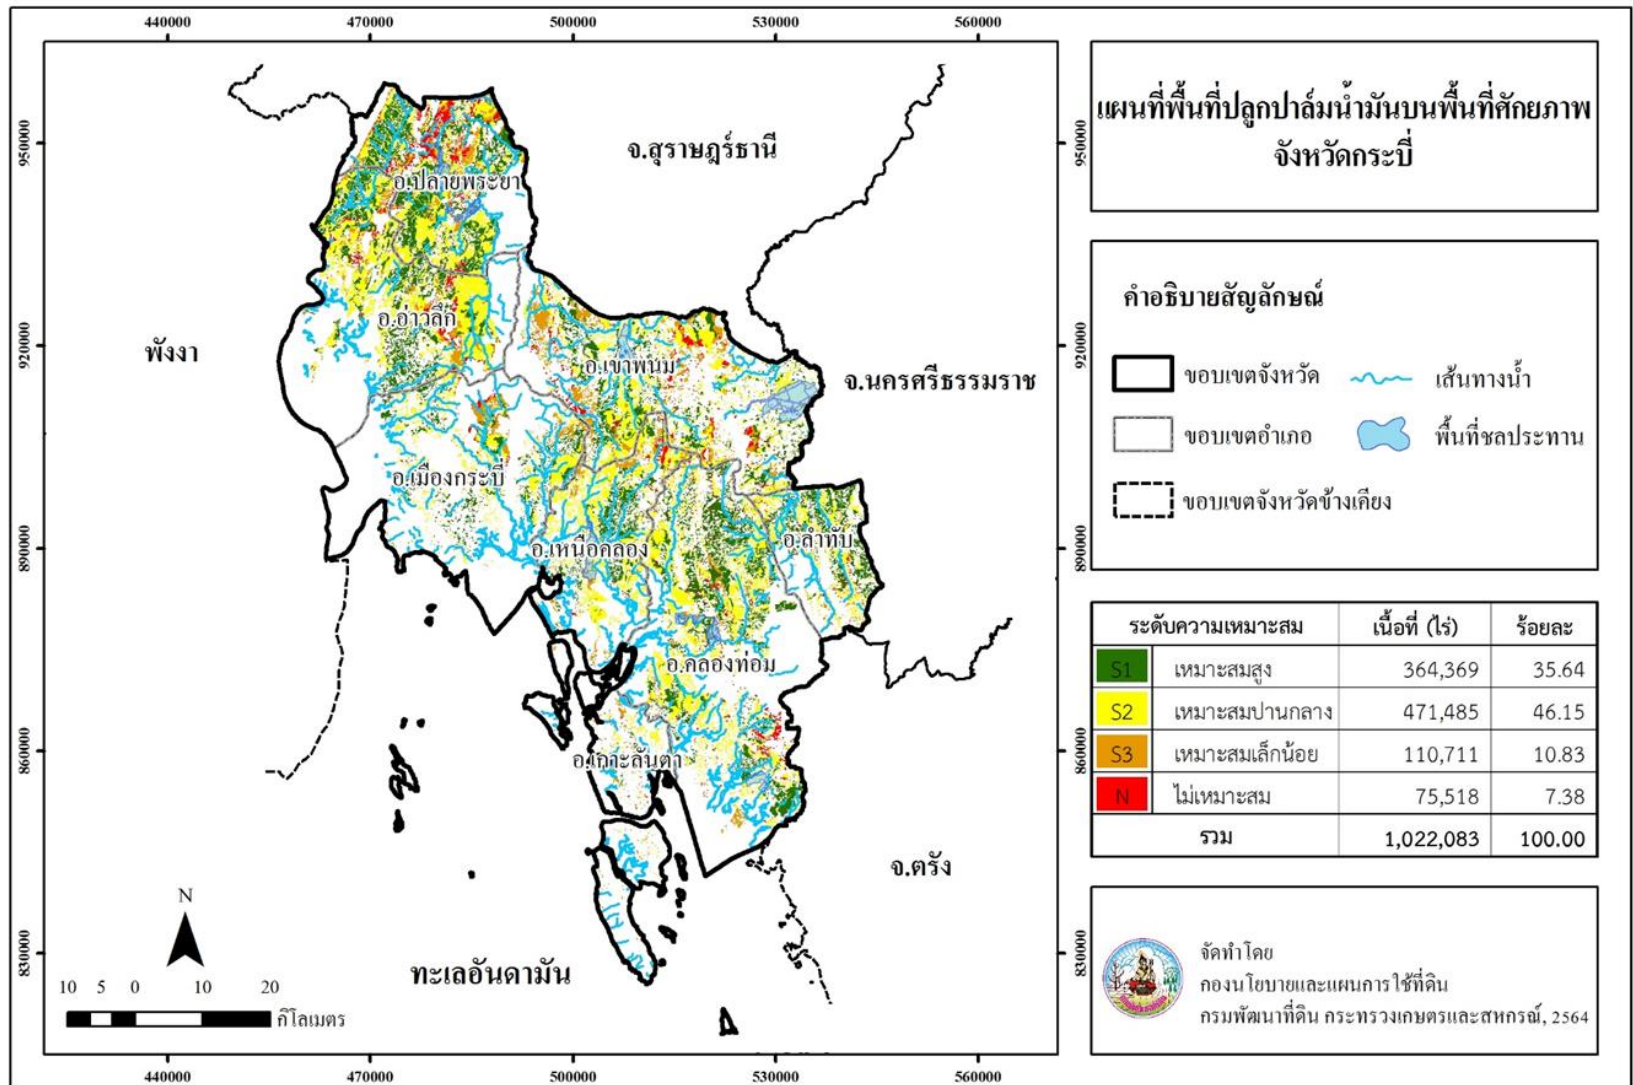 440000 470000 500000 530000 560000
แผนที่พื้นที่ปลูกปาล์มน้ำมันบนพื้นที่ศักยภาพ
จังหวัดกระบี่
950000 950000
920000 920000
890000 890000
860000 860000
830000 830000
จ.สุราษฎร์ธานี
อ.ปลายพระยา
อ.อ่าวลึก
พังงา
อ.เขาพนม
จ.นครศรีธรรมราช
อ.เมืองกระบี่
อ.เหนือคลอง
อ.ลำทับ
อ.คลองท่อม
อ.เกาะลันตา
จ.ตรัง
ทะเลอันดามัน
N
10 5 0 10 20
กิโลเมตร
440000 470000 500000 530000 560000
คำอธิบายสัญลักษณ์
ขอบเขตจังหวัด เส้นทางน้ำ
ขอบเขตอำเภอ พื้นที่ชลประทาน
ขอบเขตจังหวัดข้างเคียง
ระดับความเหมาะสม เนื้อที่ (ไร่) ร้อยละ
S1 เหมาะสมสูง 364,369 35.64
S2 เหมาะสมปานกลาง 471,485 46.15
S3 เหมาะสมเล็กน้อย 110,711 10.83
N ไม่เหมาะสม 75,518 7.38
รวม 1,022,083 100.00
จัดทำโดย
กองนโยบายและแผนการใช้ที่ดิน
กรมพัฒนาที่ดิน กระทรวงเกษตรและสหกรณ์, 2564